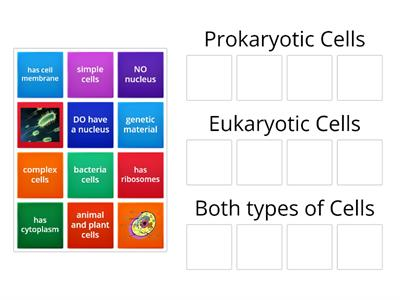 Prokaryotic Cells
has cell
membrane
simple
cells
NO
nucleus
DO have
a nucleus
genetic
material
Eukaryotic Cells
complex
cells
bacteria
cells
has
ribosomes
Both types of Cells
has
cytoplasm
animal
and plant
cells